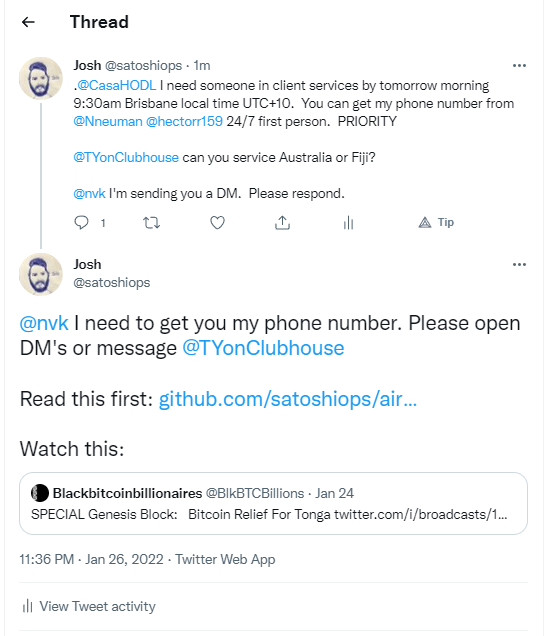 Thread
Josh @satoshiops · 1m
.@CasaHODL I need someone in client services by tomorrow morning
9:30am Brisbane local time UTC+10. You can get my phone number from
@Nneuman @hectorr159 24/7 first person. PRIORITY
@TYonClubhouse can you service Australia or Fiji?
@nvk I'm sending you a DM. Please respond.
1
Tip
Josh
@satoshiops
@nvk I need to get you my phone number. Please open
DM's or message @TYonClubhouse
Read this first: github.com/satoshiops/air...
Watch this:
Blackbitcoinbillionaires @BlkBTCBillions · Jan 24
SPECIAL Genesis Block: Bitcoin Relief For Tonga twitter.com/i/broadcasts/1...
11:36 PM · Jan 26, 2022 · Twitter Web App
View Tweet activity